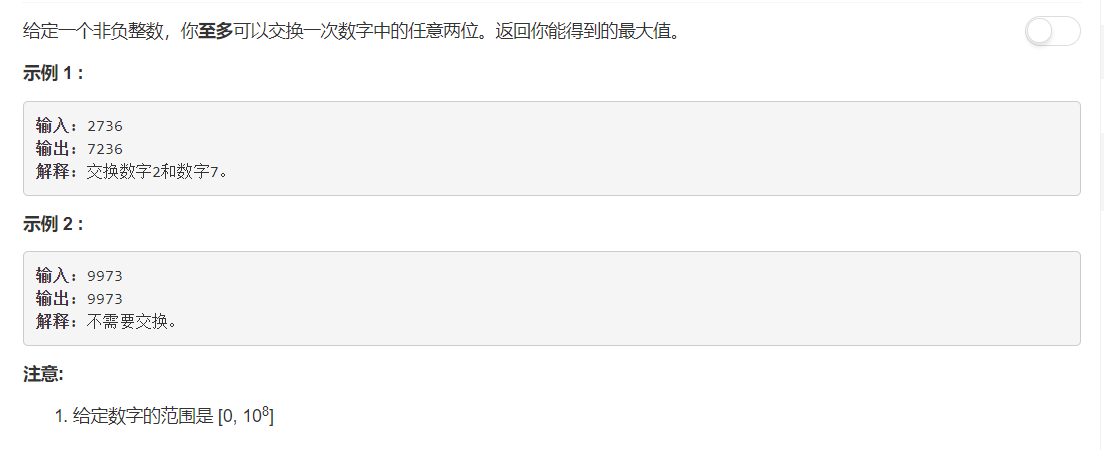 给定一个非负整数，你至多可以交换一次数字中的任意两位。返回你能得到的最大值。
示例 1 :
输入: 2736
输出: 7236
解释: 交换数字2和数字7。
示例 2 :
输入: 9973
输出: 9973
解释: 不需要交换。
注意:
1. 给定数字的范围是 [0, 10⁸]